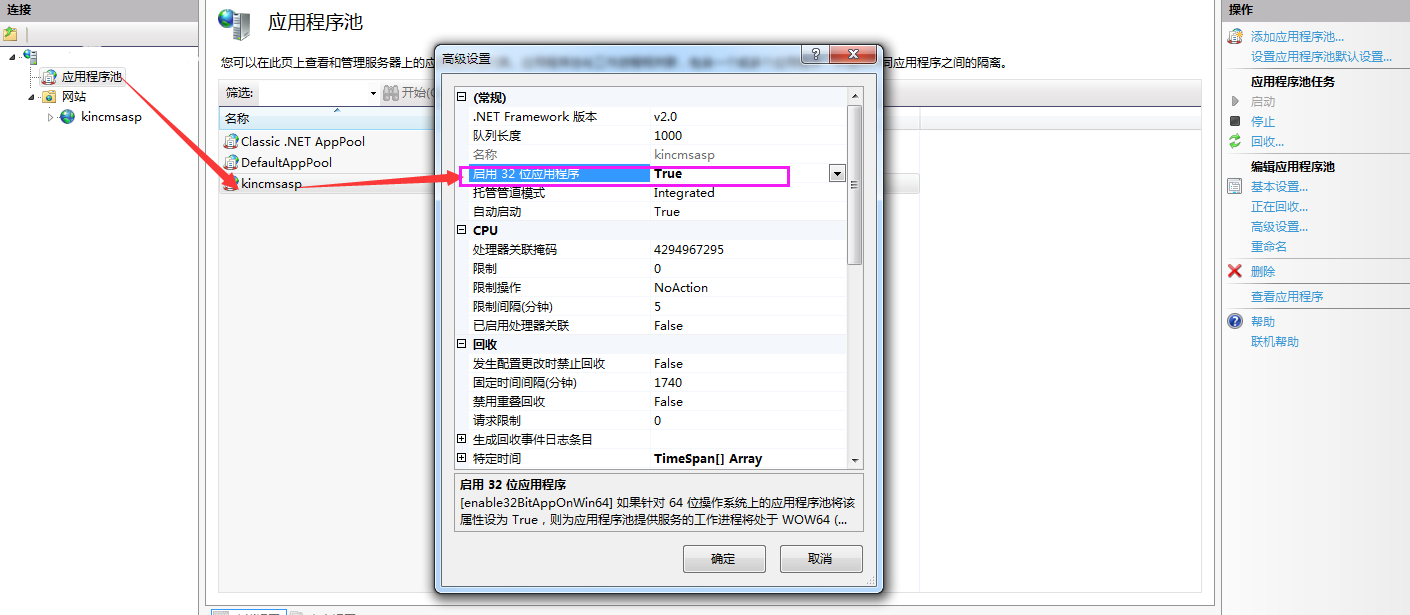 连接
应用程序池
网站
kincmsasp
应用程序池
您可以在此页上查看和管理服务器上的应
同应用程序之间的隔离。
筛选:
开始(
名称
Classic .NET AppPool
DefaultAppPool
kincmsasp
高级设置
(常规)
.NET Framework 版本 v2.0
队列长度 1000
名称 kincmsasp
启用 32 位应用程序 True
托管管道模式 Integrated
自动启动 True
CPU
处理器关联掩码 4294967295
限制 0
限制操作 NoAction
限制间隔(分钟) 5
已启用处理器关联 False
回收
发生配置更改时禁止回收 False
固定时间间隔(分钟) 1740
禁用重叠回收 False
请求限制 0
生成回收事件日志条目
特定时间 TimeSpan[] Array
启用 32 位应用程序
[enable32BitAppOnWin64] 如果针对 64 位操作系统上的应用程序池将该
属性设为 True，则为应用程序池提供服务的工作进程将处于 WOW64 (...
确定
取消
操作
添加应用程序池...
设置应用程序池默认设置...
应用程序池任务
启动
停止
回收...
编辑应用程序池
基本设置...
正在回收...
高级设置...
重命名
删除
查看应用程序
帮助
联机帮助